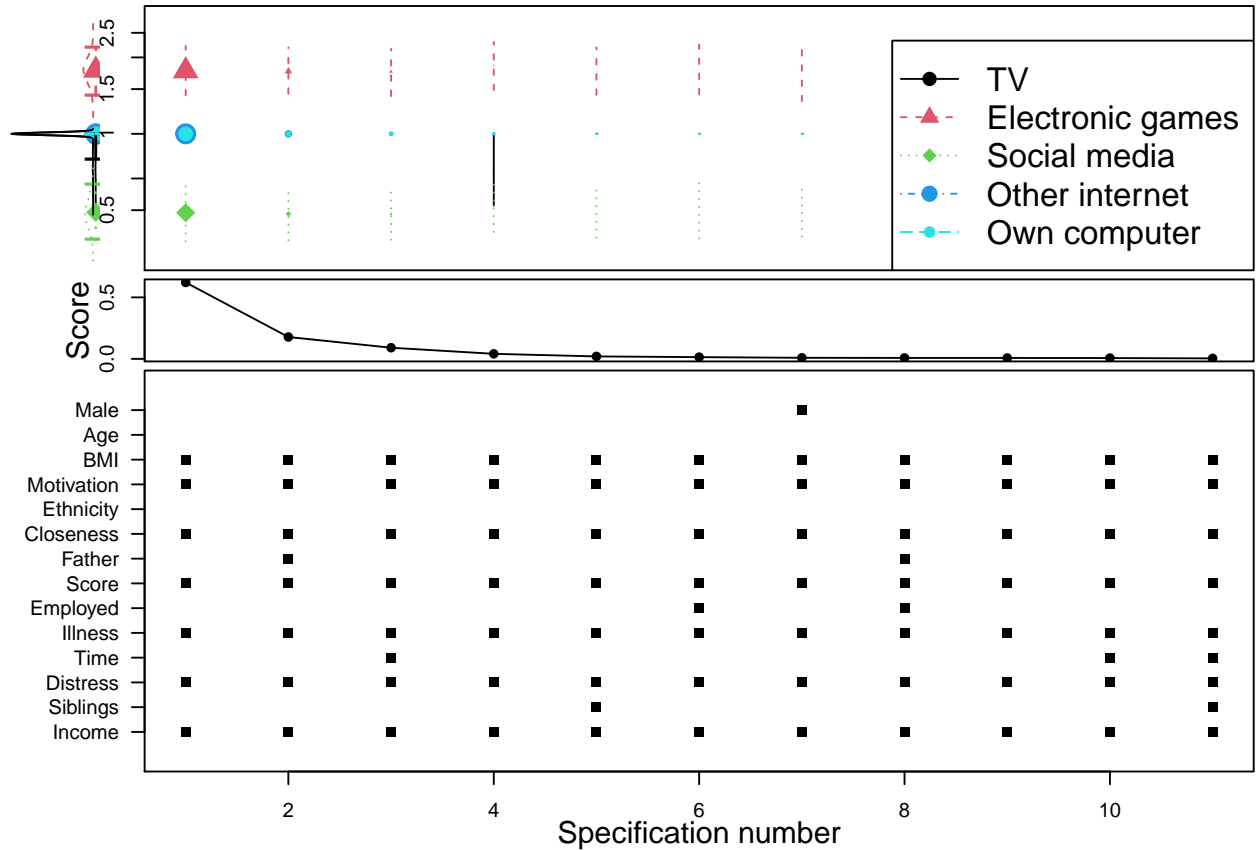 2.5
1.5
1
0.5
TV
Electronic games
Social media
Other internet
Own computer
Score
0.5
0.0
Male
Age
BMI
Motivation
Ethnicity
Closeness
Father
Score
Employed
Illness
Time
Distress
Siblings
Income
2 4 6 8 10
Specification number